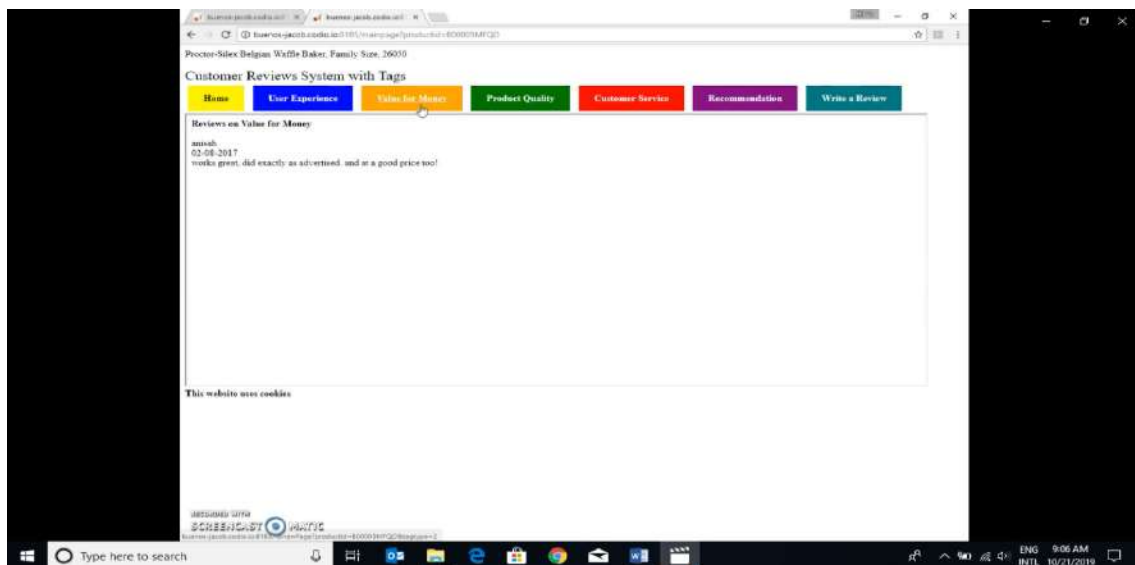 Proctor-Silex Belgian Waffle Baker, Family Size, 26050
Customer Reviews System with Tags
Home User Experience Value for Money Product Quality Customer Service Recommendation Write a Review
Reviews on Value for Money
anisah
02-08-2017
works great, did exactly as advertised, and at a good price too!
This website uses cookies
RECORDED WITH
SCREENCAST MATIC
Type here to search
ENG 9:06 AM
INTL 10/21/2019